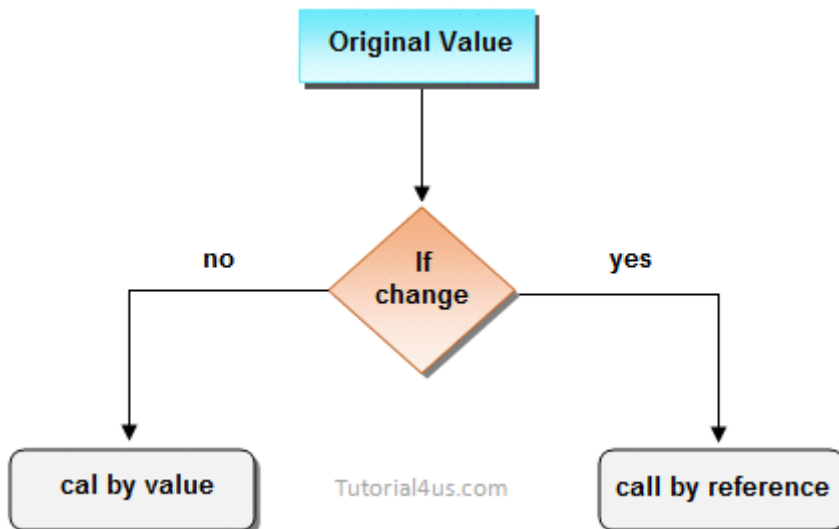 Original Value
no
If
change
yes
cal by value
Tutorial4us.com
call by reference